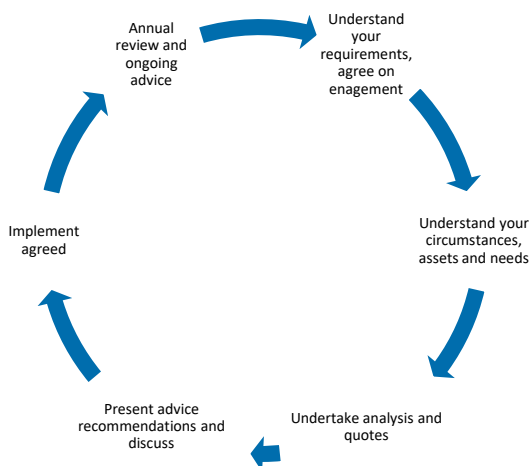 Annual
review and
ongoing
advice
Understand
your
requirements,
agree on
enagement
Understand your
circumstances,
assets and needs
Undertake analysis and
quotes
Present advice
recommendations and
discuss
Implement
agreed